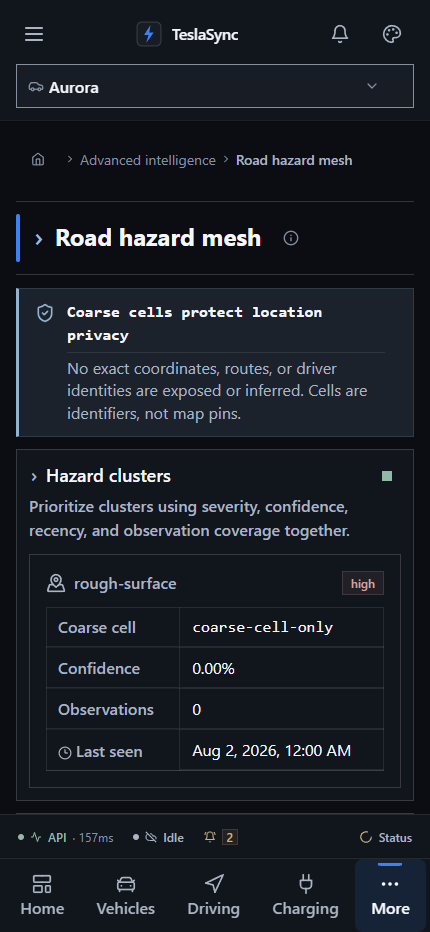 TeslaSync
Aurora
Advanced intelligence
Road hazard mesh
Road hazard mesh
Coarse cells protect location
privacy
No exact coordinates, routes, or driver
identities are exposed or inferred. Cells are
identifiers, not map pins.
Hazard clusters
Prioritize clusters using severity, confidence,
recency, and observation coverage together.
rough-surface high
Coarse cell coarse-cell-only
Confidence 0.00%
Observations 0
Last seen Aug 2, 2026, 12:00 AM
API · 157ms Idle 2 Status
Home Vehicles Driving Charging More